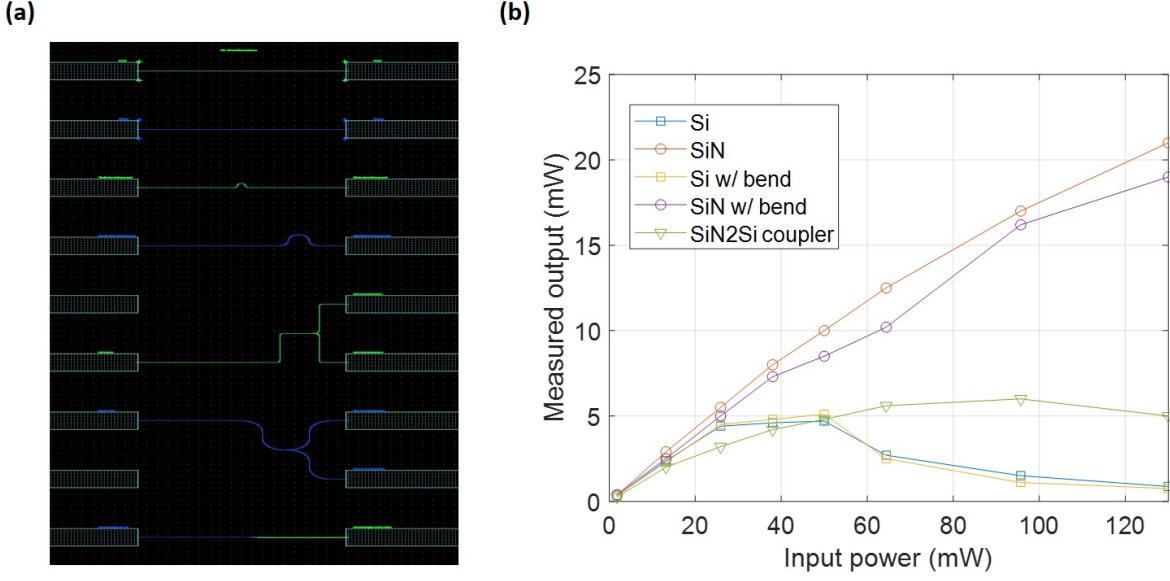 (a)
(b)
25
20
15
10
5
0
Measured output (mW)
Si
SiN
Si w/ bend
SiN w/ bend
SiN2Si coupler
0
20
40
60
80
100
120
Input power (mW)